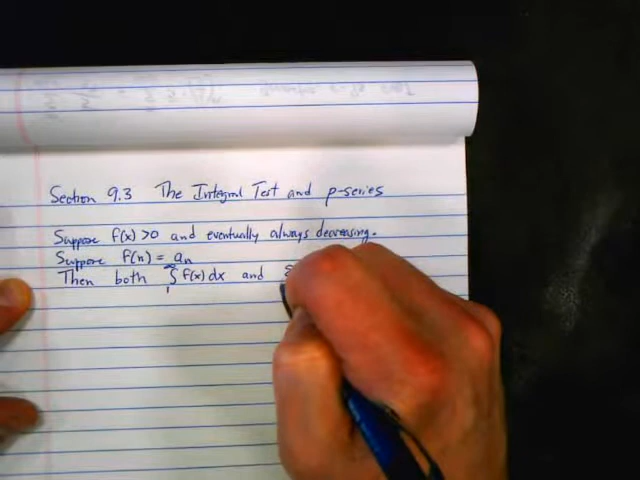 Section 9.3 The Integral Test and p-series
Suppose f(x) > 0 and eventually always decreasing.
Suppose f(n) = aₙ
Then both ∫₁^∞ f(x) dx and Σ